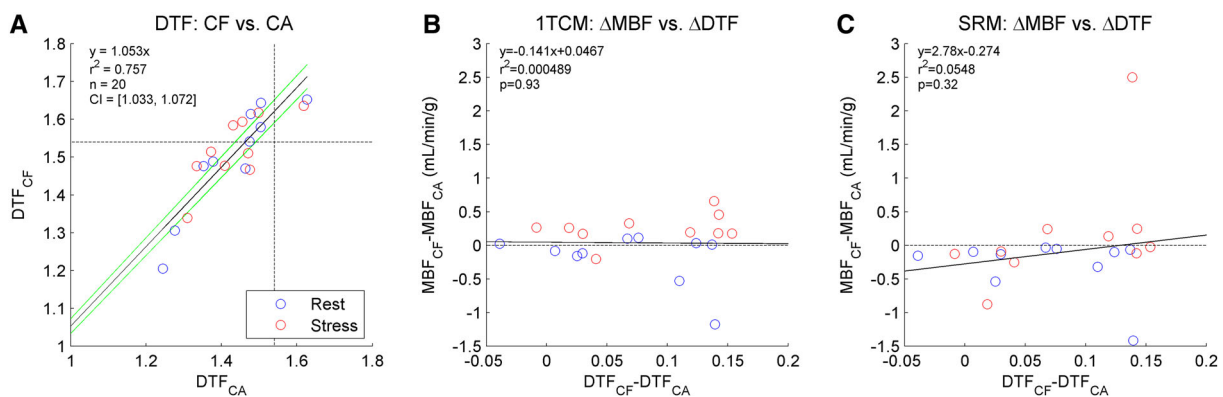 A
DTF: CF vs. CA
y = 1.053x
r² = 0.757
n = 20
CI = [1.033, 1.072]
1.8
1.7
1.6
1.5
1.4
1.3
1.2
1.1
1
DTF_CF
Rest
Stress
1 1.2 1.4 1.6 1.8
DTF_CA
B
1TCM: ΔMBF vs. ΔDTF
y=-0.141x+0.0467
r²=0.000489
p=0.93
3
2.5
2
1.5
1
0.5
0
-0.5
-1
-1.5
MBF_CF-MBF_CA (mL/min/g)
-0.05 0 0.05 0.1 0.15 0.2
DTF_CF-DTF_CA
C
SRM: ΔMBF vs. ΔDTF
y=2.78x-0.274
r²=0.0548
p=0.32
3
2.5
2
1.5
1
0.5
0
-0.5
-1
-1.5
MBF_CF-MBF_CA (mL/min/g)
-0.05 0 0.05 0.1 0.15 0.2
DTF_CF-DTF_CA